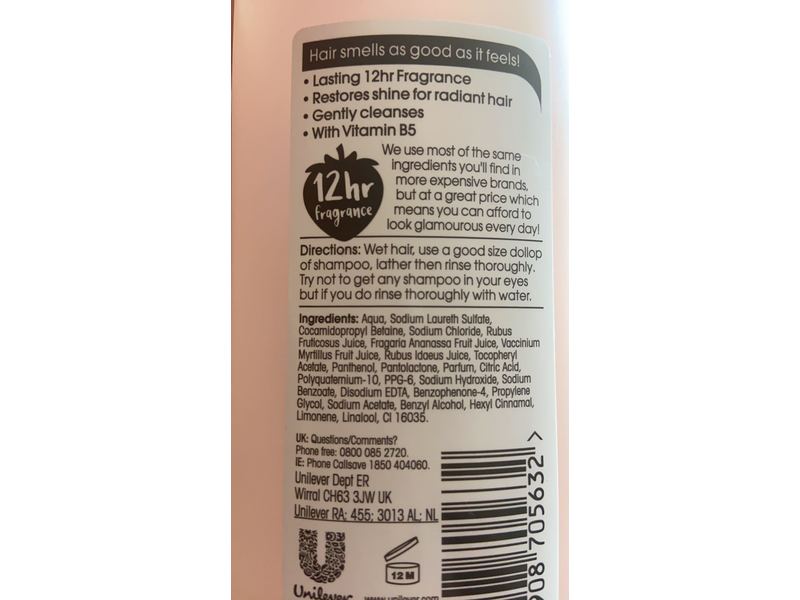 Hair smells as good as it feels!
• Lasting 12hr Fragrance
• Restores shine for radiant hair
• Gently cleanses
• With Vitamin B5
12hr
fragrance
We use most of the same
ingredients you'll find in
more expensive brands,
but at a great price which
means you can afford to
look glamourous every day!
Directions: Wet hair, use a good size dollop
of shampoo, lather then rinse thoroughly.
Try not to get any shampoo in your eyes
but if you do rinse thoroughly with water.
Ingredients: Aqua, Sodium Laureth Sulfate,
Cocamidopropyl Betaine, Sodium Chloride, Rubus
Fruticosus Juice, Fragaria Ananassa Fruit Juice, Vaccinium
Myrtillus Fruit Juice, Rubus Idaeus Juice, Tocopheryl
Acetate, Panthenol, Pantolactone, Parfum, Citric Acid,
Polyquaternium-10, PPG-6, Sodium Hydroxide, Sodium
Benzoate, Disodium EDTA, Benzophenone-4, Propylene
Glycol, Sodium Acetate, Benzyl Alcohol, Hexyl Cinnamal,
Limonene, Linalool, CI 16035.
UK: Questions/Comments?
Phone free: 0800 085 2720.
IE: Phone Callsave 1850 404060.
Unilever Dept ER
Wirral CH63 3JW UK
Unilever RA; 455; 3013 AL; NL
Unilever
12 M
www.unilever.com
908 705632 >